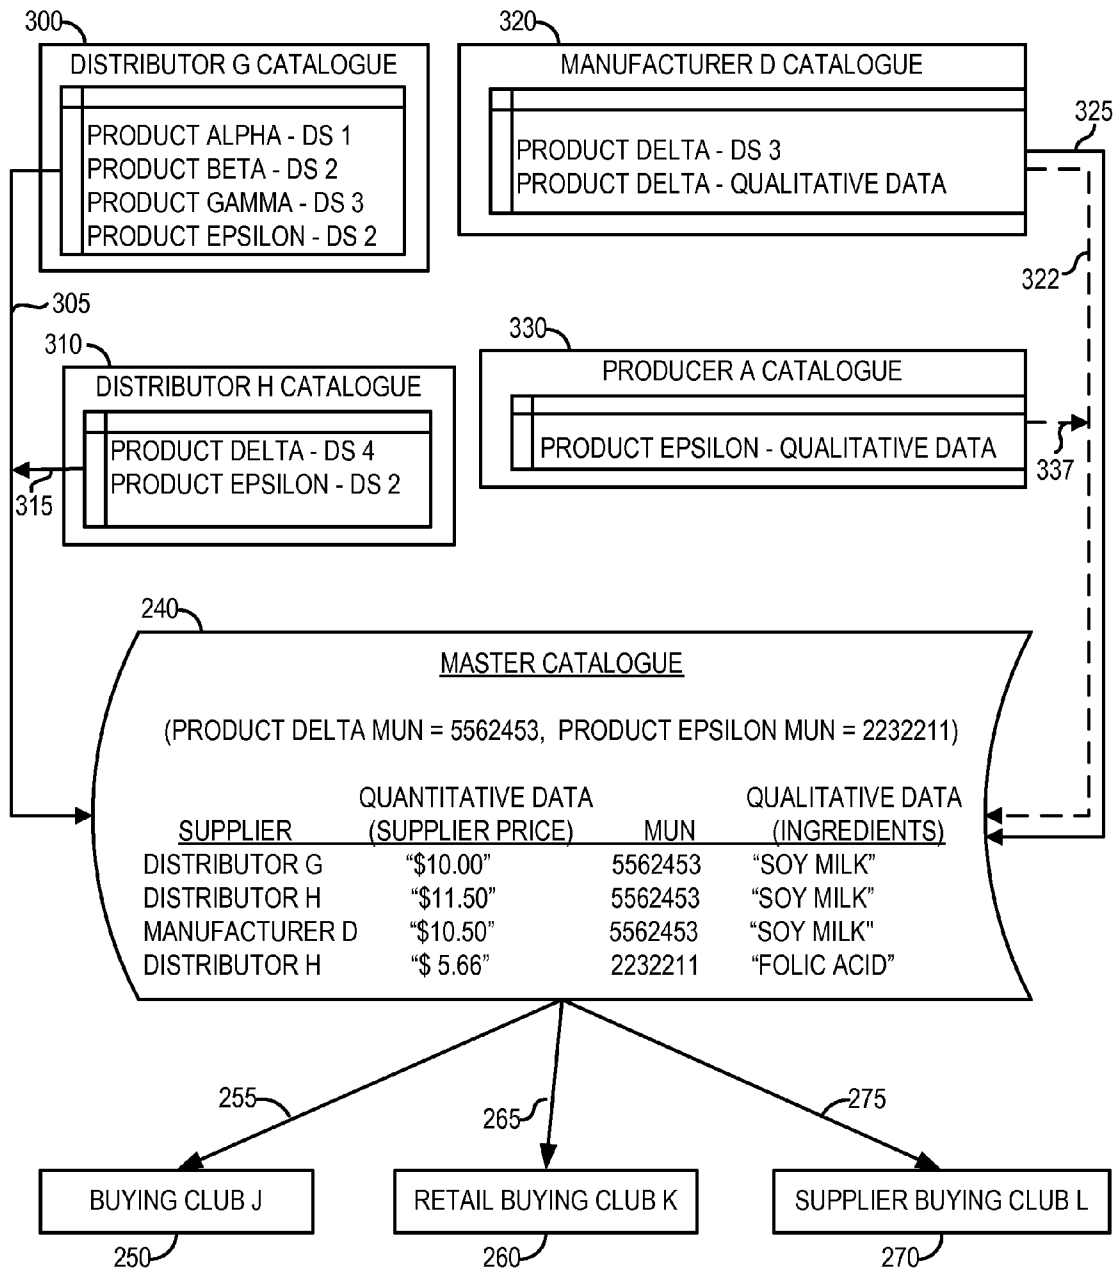 300
DISTRIBUTOR G CATALOGUE
PRODUCT ALPHA - DS 1
PRODUCT BETA - DS 2
PRODUCT GAMMA - DS 3
PRODUCT EPSILON - DS 2
305
320
MANUFACTURER D CATALOGUE
PRODUCT DELTA - DS 3
PRODUCT DELTA - QUALITATIVE DATA
325
322
310
DISTRIBUTOR H CATALOGUE
PRODUCT DELTA - DS 4
PRODUCT EPSILON - DS 2
315
330
PRODUCER A CATALOGUE
PRODUCT EPSILON - QUALITATIVE DATA
337
240
MASTER CATALOGUE
(PRODUCT DELTA MUN = 5562453, PRODUCT EPSILON MUN = 2232211)
QUANTITATIVE DATA QUALITATIVE DATA
SUPPLIER (SUPPLIER PRICE) MUN (INGREDIENTS)
DISTRIBUTOR G “$10.00” 5562453 “SOY MILK”
DISTRIBUTOR H “$11.50” 5562453 “SOY MILK”
MANUFACTURER D “$10.50” 5562453 “SOY MILK"
DISTRIBUTOR H “$ 5.66” 2232211 “FOLIC ACID”
255
265
275
BUYING CLUB J
RETAIL BUYING CLUB K
SUPPLIER BUYING CLUB L
250
260
270